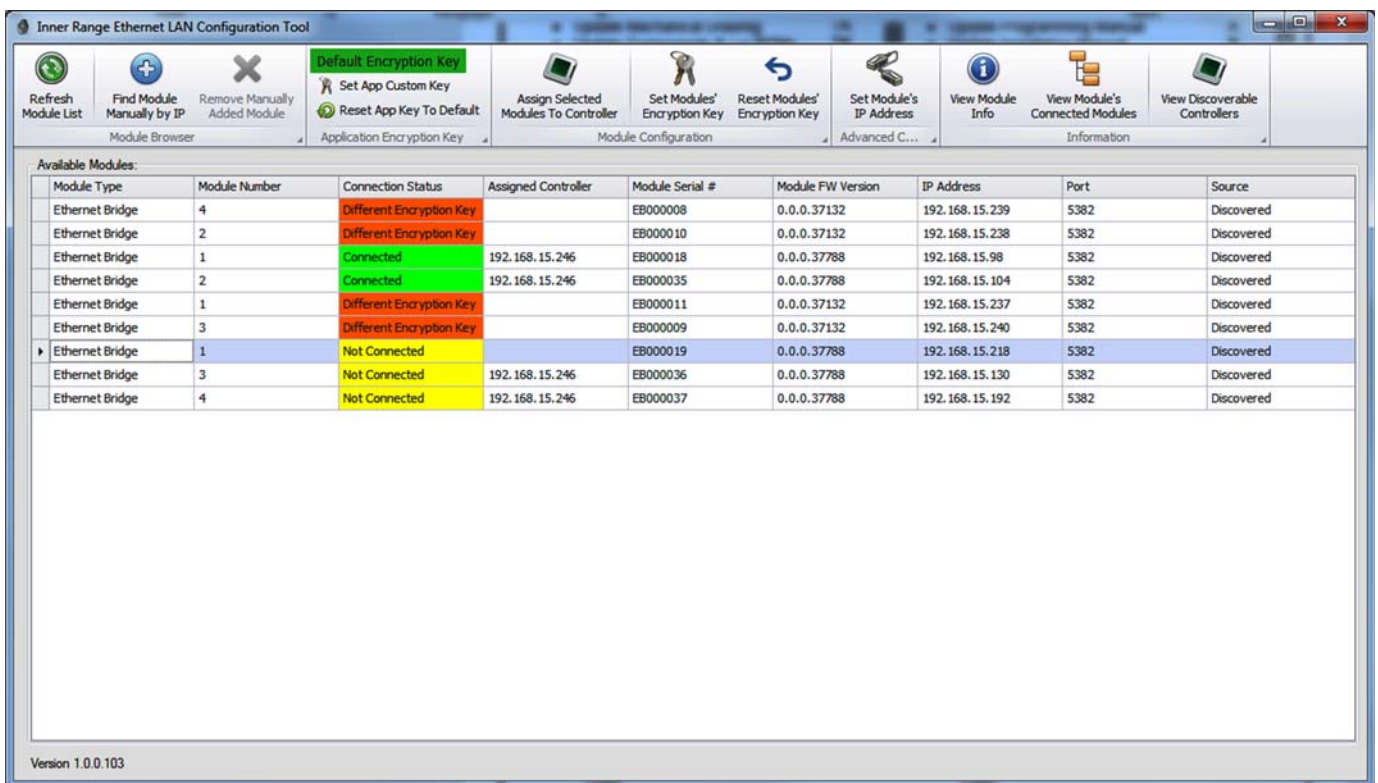 Inner Range Ethernet LAN Configuration Tool
Refresh Module List
Find Module Manually by IP
Remove Manually Added Module
Module Browser
Default Encryption Key
Set App Custom Key
Reset App Key To Default
Application Encryption Key
Assign Selected Modules To Controller
Set Modules' Encryption Key
Reset Modules' Encryption Key
Module Configuration
Set Module's IP Address
Advanced C...
View Module Info
View Module's Connected Modules
View Discoverable Controllers
Information
Available Modules:
Module Type Module Number Connection Status Assigned Controller Module Serial # Module FW Version IP Address Port Source
Ethernet Bridge 4 Different Encryption Key EB000008 0.0.0.37132 192.168.15.239 5382 Discovered
Ethernet Bridge 2 Different Encryption Key EB000010 0.0.0.37132 192.168.15.238 5382 Discovered
Ethernet Bridge 1 Connected 192.168.15.246 EB000018 0.0.0.37788 192.168.15.98 5382 Discovered
Ethernet Bridge 2 Connected 192.168.15.246 EB000035 0.0.0.37788 192.168.15.104 5382 Discovered
Ethernet Bridge 1 Different Encryption Key EB000011 0.0.0.37132 192.168.15.237 5382 Discovered
Ethernet Bridge 3 Different Encryption Key EB000009 0.0.0.37132 192.168.15.240 5382 Discovered
Ethernet Bridge 1 Not Connected EB000019 0.0.0.37788 192.168.15.218 5382 Discovered
Ethernet Bridge 3 Not Connected 192.168.15.246 EB000036 0.0.0.37788 192.168.15.130 5382 Discovered
Ethernet Bridge 4 Not Connected 192.168.15.246 EB000037 0.0.0.37788 192.168.15.192 5382 Discovered
Version 1.0.0.103